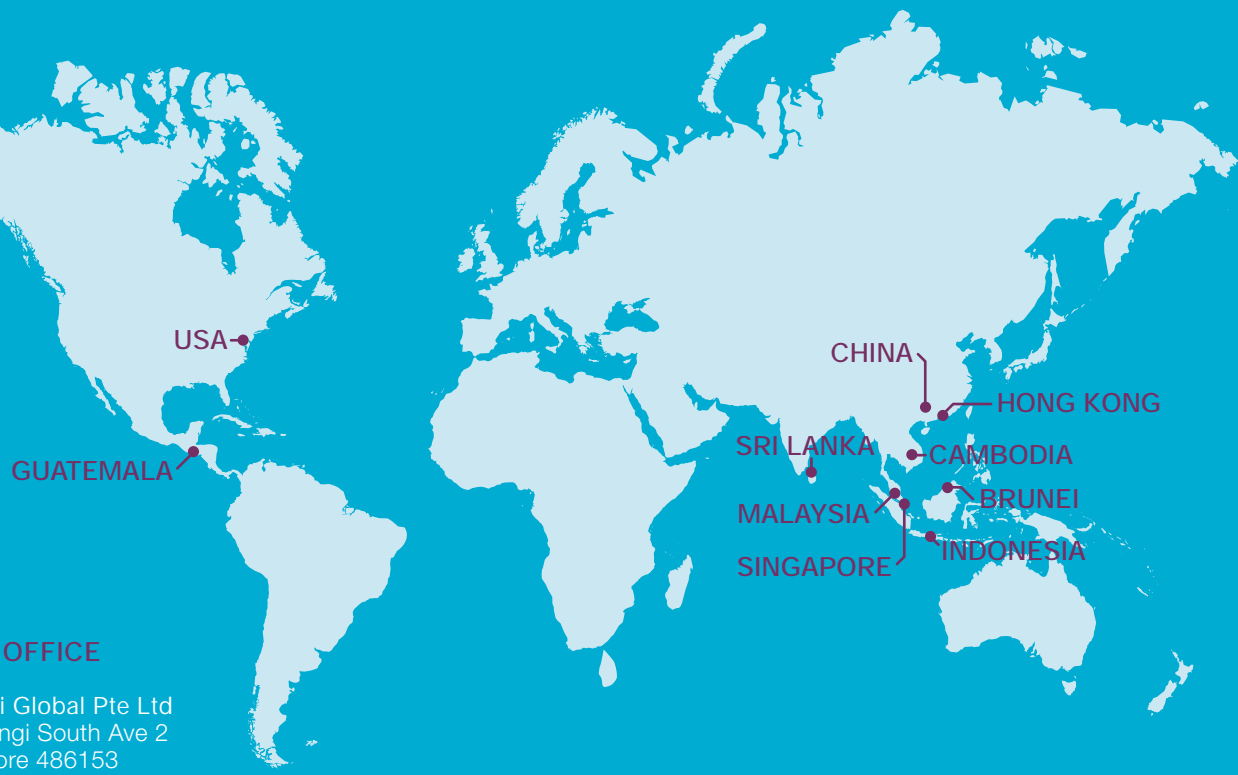 USA
CHINA
HONG KONG
SRI LANKA
CAMBODIA
GUATEMALA
BRUNEI
MALAYSIA
INDONESIA
SINGAPORE
OFFICE
i Global Pte Ltd
ngi South Ave 2
ore 486153